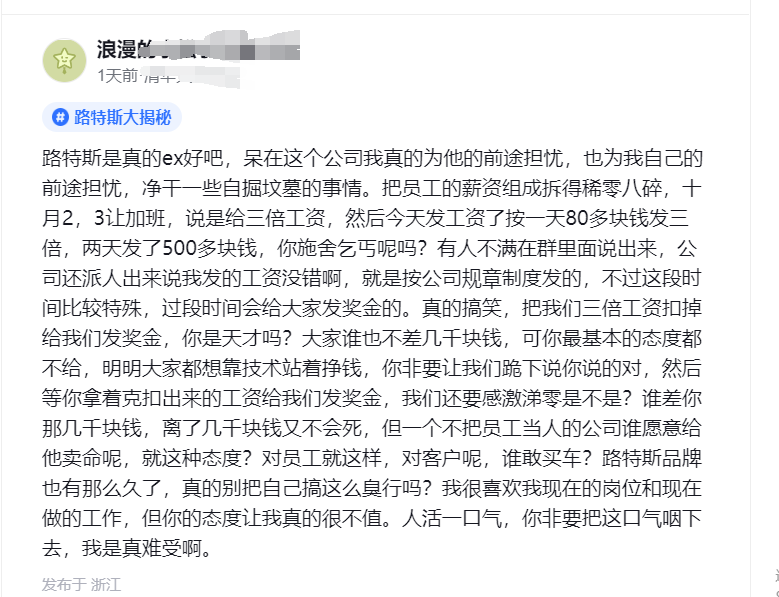 浪漫的
1天前·清华大
# 路特斯大揭秘
路特斯是真的ex好吧，呆在这个公司我真的为他的前途担忧，也为我自己的
前途担忧，净干一些自掘坟墓的事情。把员工的薪资组成拆得稀零八碎，十
月2，3让加班，说是给三倍工资，然后今天发工资了按一天80多块钱发三
倍，两天发了500多块钱，你施舍乞丐呢吗？有人不满在群里面说出来，公
司还派人出来说我发的工资没错啊，就是按公司规章制度发的，不过这段时
间比较特殊，过段时间会给大家发奖金的。真的搞笑，把我们三倍工资扣掉
给我们发奖金，你是天才吗？大家谁也不差几千块钱，可你最基本的态度都
不给，明明大家都想靠技术站着挣钱，你非要让我们跪下说你说的对，然后
等你拿着克扣出来的工资给我们发奖金，我们还要感激涕零是不是？谁差你
那几千块钱，离了几千块钱又不会死，但一个不把员工当人的公司谁愿意给
他卖命呢，就这种态度？对员工就这样，对客户呢，谁敢买车？路特斯品牌
也有那么久了，真的别把自己搞这么臭行吗？我很喜欢我现在的岗位和现在
做的工作，但你的态度让我真的很不值。人活一口气，你非要把这口气咽下
去，我是真难受啊。
发布于 浙江